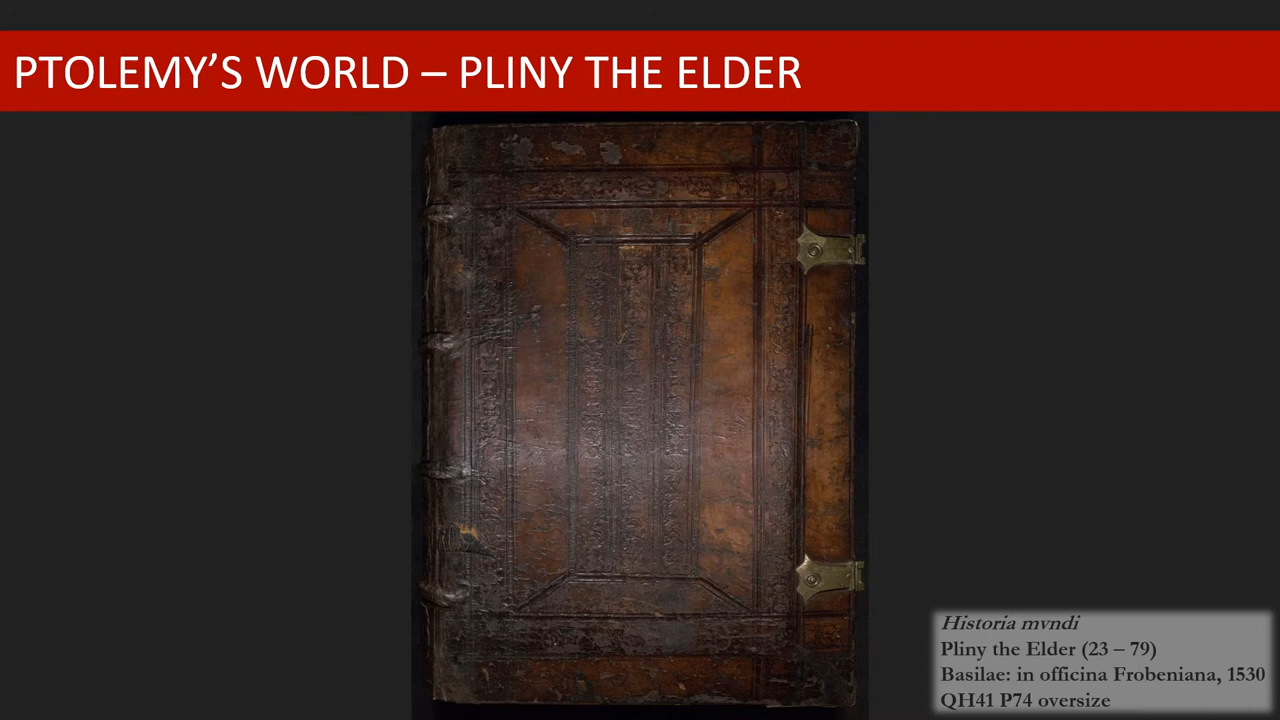 PTOLEMY’S WORLD – PLINY THE ELDER
Historia mvndi
Pliny the Elder (23 – 79)
Basilae: in officina Frobeniana, 1530
QH41 P74 oversize